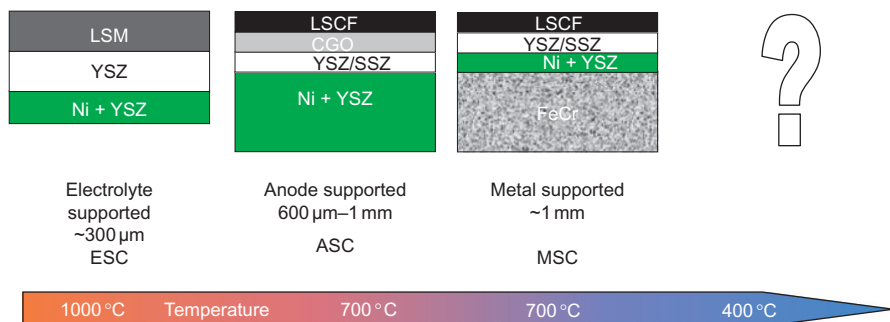 LSM
YSZ
Ni + YSZ
LSCF
CGO
YSZ/SSZ
Ni + YSZ
LSCF
YSZ/SSZ
Ni + YSZ
FeCr
?
Electrolyte
supported
~300 µm
ESC
Anode supported
600 µm–1 mm
ASC
Metal supported
~1 mm
MSC
1000 °C Temperature 700 °C 700 °C 400 °C